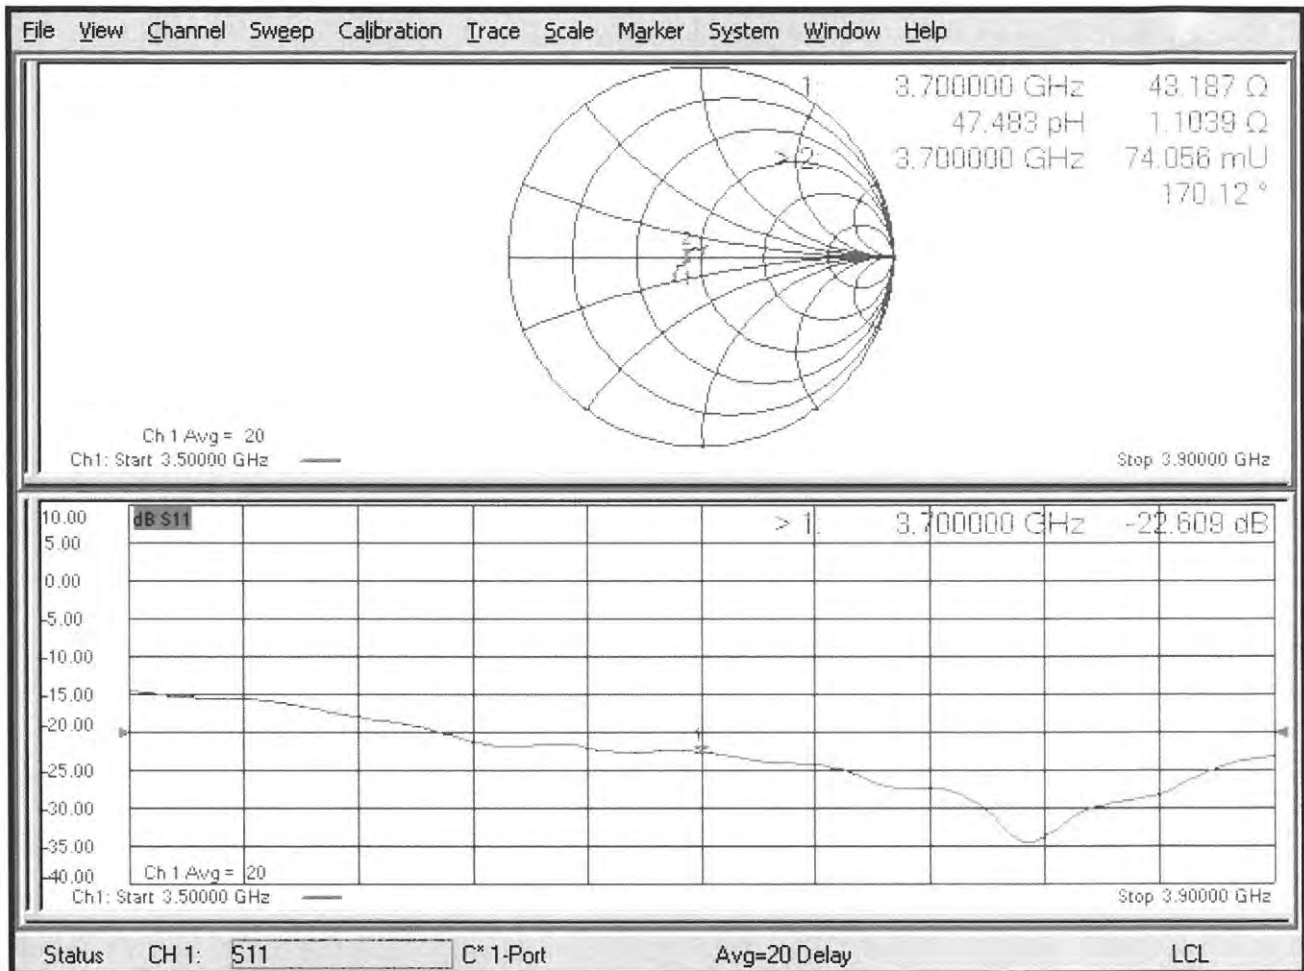 File View Channel Sweep Calibration Trace Scale Marker System Window Help
1: 3.700000 GHz 43.187 Ω
47.483 pH 1.1039 Ω
> 2: 3.700000 GHz 74.056 mU
170.12 °
Ch 1 Avg = 20
Ch1: Start 3.50000 GHz Stop 3.90000 GHz
10.00 dB S11 > 1: 3.700000 GHz -22.609 dB
5.00
0.00
-5.00
-10.00
-15.00
-20.00
1
-25.00
-30.00
-35.00
-40.00 Ch 1 Avg = 20
Ch1: Start 3.50000 GHz Stop 3.90000 GHz
Status CH 1: S11 C* 1-Port Avg=20 Delay LCL